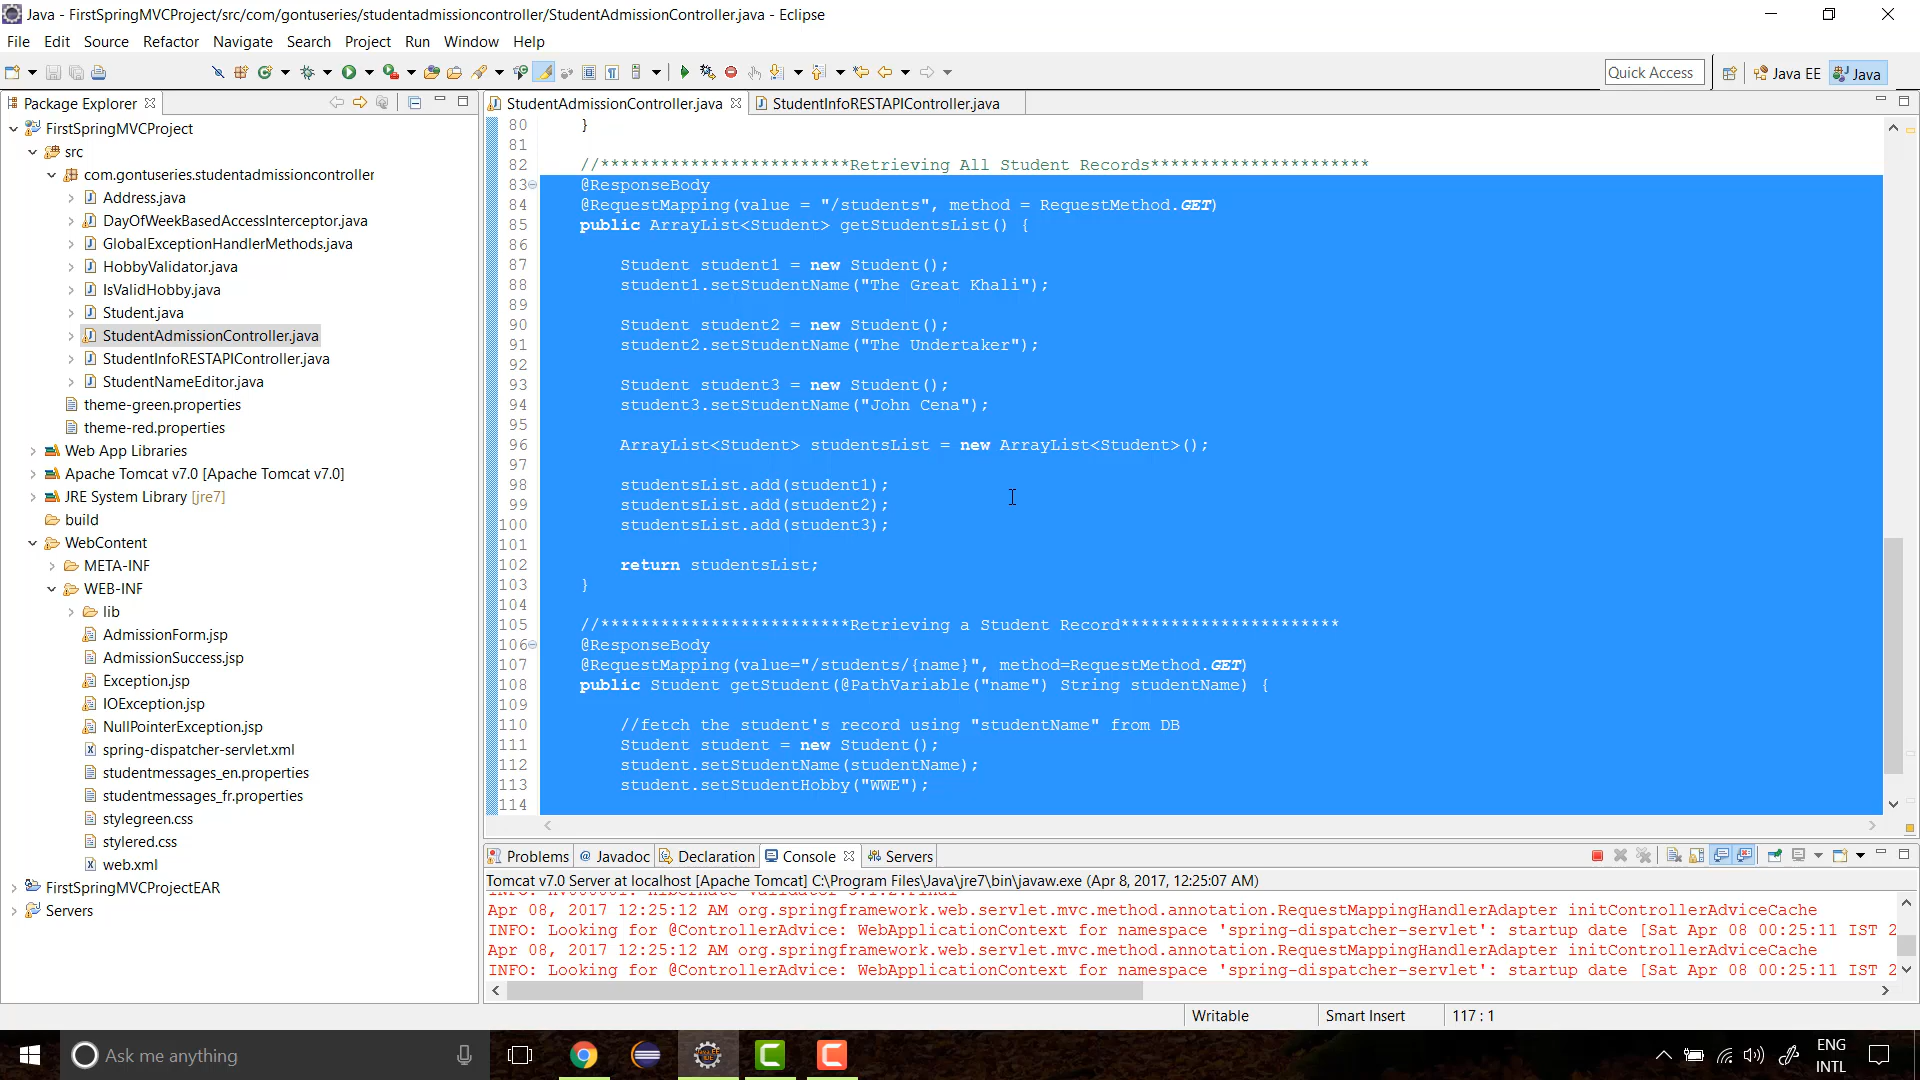 Java - FirstSpringMVCProject/src/com/gontuseries/studentadmissioncontroller/StudentAdmissionController.java - Eclipse
File Edit Source Refactor Navigate Search Project Run Window Help
Quick Access Java EE Java
Package Explorer
FirstSpringMVCProject
src
com.gontuseries.studentadmissioncontroller
Address.java
DayOfWeekBasedAccessInterceptor.java
GlobalExceptionHandlerMethods.java
HobbyValidator.java
IsValidHobby.java
Student.java
StudentAdmissionController.java
StudentInfoRESTAPIController.java
StudentNameEditor.java
theme-green.properties
theme-red.properties
Web App Libraries
Apache Tomcat v7.0 [Apache Tomcat v7.0]
JRE System Library [jre7]
build
WebContent
META-INF
WEB-INF
lib
AdmissionForm.jsp
AdmissionSuccess.jsp
Exception.jsp
IOException.jsp
NullPointerException.jsp
spring-dispatcher-servlet.xml
studentmessages_en.properties
studentmessages_fr.properties
stylegreen.css
stylered.css
web.xml
FirstSpringMVCProjectEAR
Servers
StudentAdmissionController.java StudentInfoRESTAPIController.java
80 }
81
82 //*************************Retrieving All Student Records**********************
83 @ResponseBody
84 @RequestMapping(value = "/students", method = RequestMethod.GET)
85 public ArrayList<Student> getStudentsList() {
86
87 Student student1 = new Student();
88 student1.setStudentName("The Great Khali");
89
90 Student student2 = new Student();
91 student2.setStudentName("The Undertaker");
92
93 Student student3 = new Student();
94 student3.setStudentName("John Cena");
95
96 ArrayList<Student> studentsList = new ArrayList<Student>();
97
98 studentsList.add(student1);
99 studentsList.add(student2);
100 studentsList.add(student3);
101
102 return studentsList;
103 }
104
105 //*************************Retrieving a Student Record**********************
106 @ResponseBody
107 @RequestMapping(value="/students/{name}", method=RequestMethod.GET)
108 public Student getStudent(@PathVariable("name") String studentName) {
109
110 //fetch the student's record using "studentName" from DB
111 Student student = new Student();
112 student.setStudentName(studentName);
113 student.setStudentHobby("WWE");
114
Problems @ Javadoc Declaration Console Servers
Tomcat v7.0 Server at localhost [Apache Tomcat] C:\Program Files\Java\jre7\bin\javaw.exe (Apr 8, 2017, 12:25:07 AM)
Apr 08, 2017 12:25:12 AM org.springframework.web.servlet.mvc.method.annotation.RequestMappingHandlerAdapter initControllerAdviceCache
INFO: Looking for @ControllerAdvice: WebApplicationContext for namespace 'spring-dispatcher-servlet': startup date [Sat Apr 08 00:25:11 IST 2
Apr 08, 2017 12:25:12 AM org.springframework.web.servlet.mvc.method.annotation.RequestMappingHandlerAdapter initControllerAdviceCache
INFO: Looking for @ControllerAdvice: WebApplicationContext for namespace 'spring-dispatcher-servlet': startup date [Sat Apr 08 00:25:11 IST 2
Writable Smart Insert 117 : 1
Ask me anything
ENG
INTL